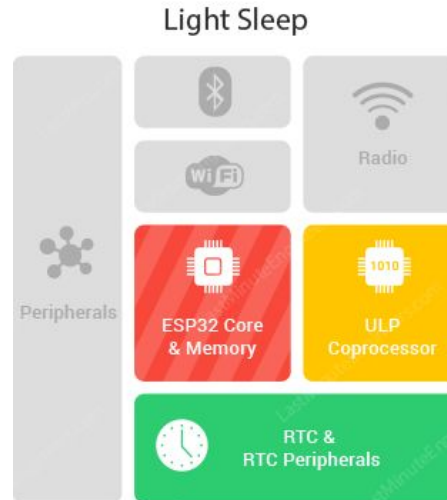 Light Sleep
WiFi
Radio
Peripherals
ESP32 Core
& Memory
1010
ULP
Coprocessor
RTC &
RTC Peripherals